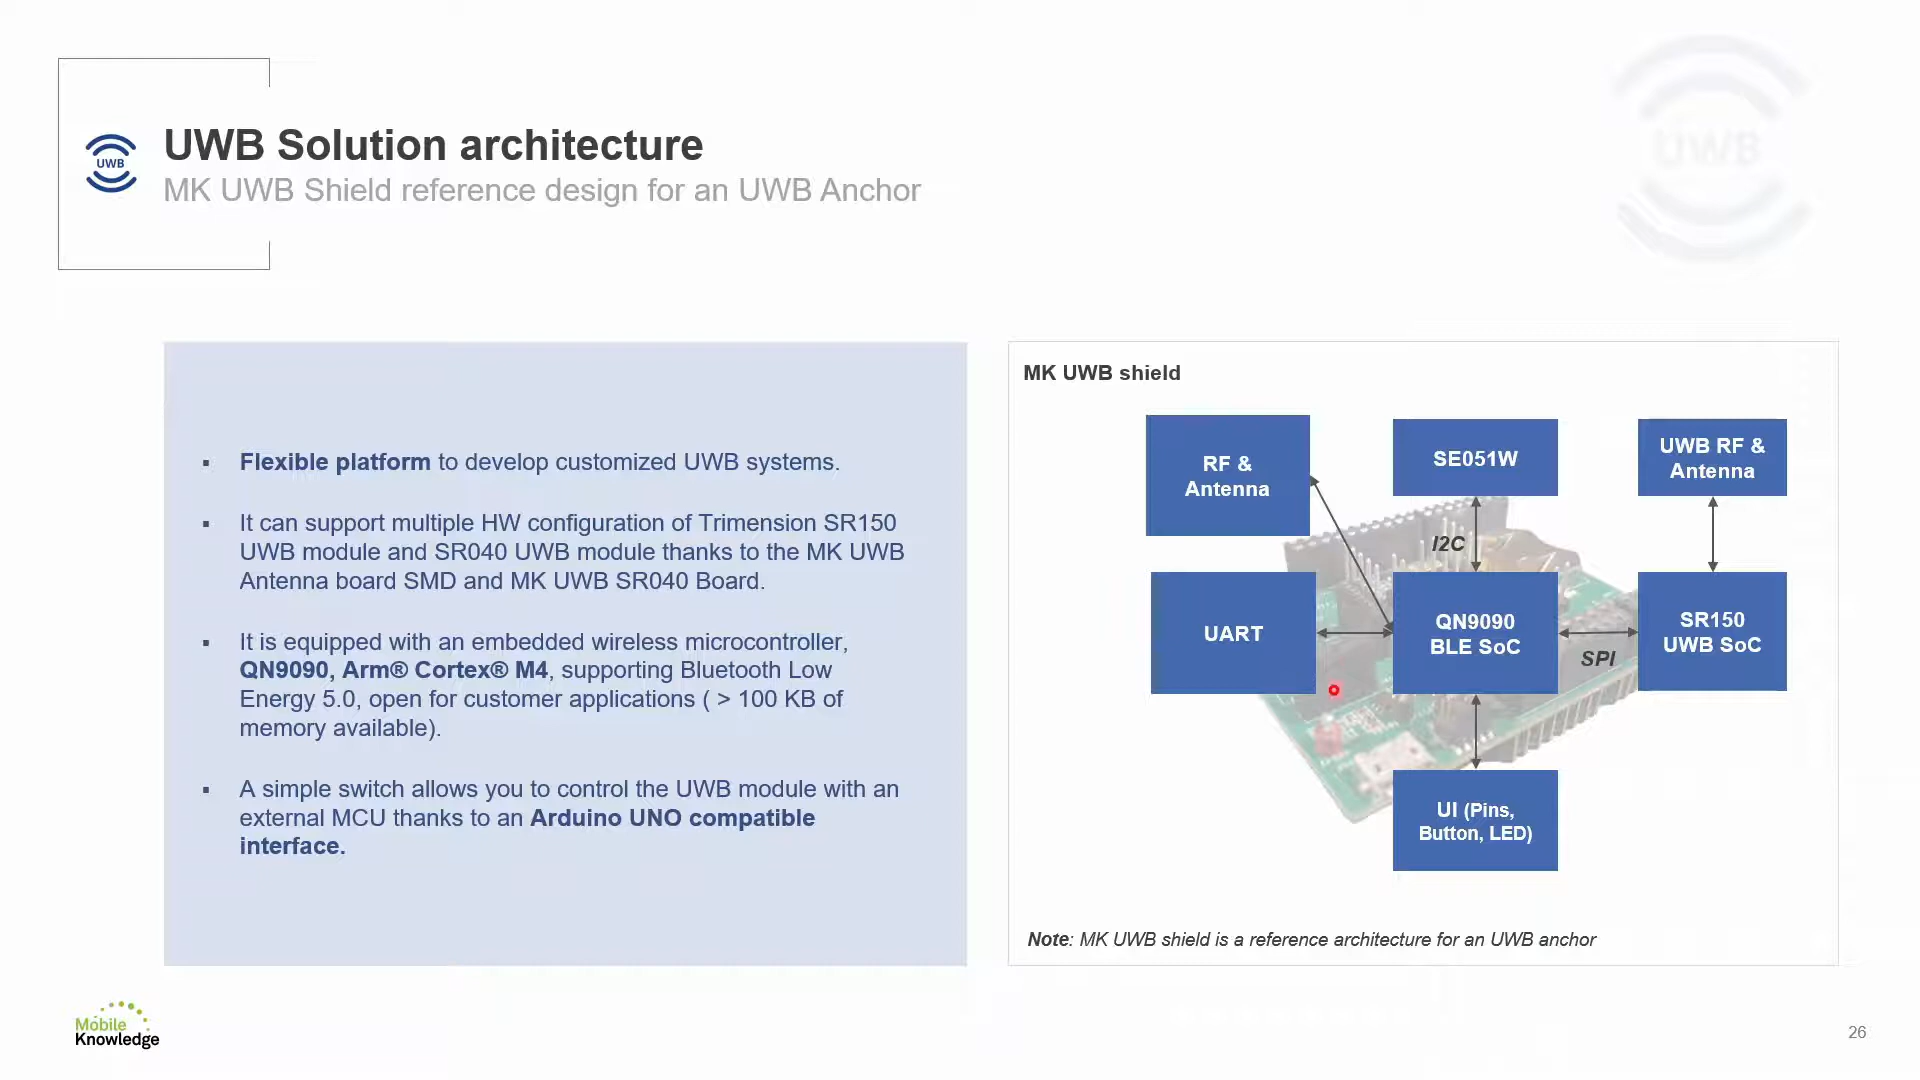 UWB
UWB
UWB Solution architecture
MK UWB Shield reference design for an UWB Anchor
▪ Flexible platform to develop customized UWB systems.
▪ It can support multiple HW configuration of Trimension SR150
UWB module and SR040 UWB module thanks to the MK UWB
Antenna board SMD and MK UWB SR040 Board.
▪ It is equipped with an embedded wireless microcontroller,
QN9090, Arm® Cortex® M4, supporting Bluetooth Low
Energy 5.0, open for customer applications ( > 100 KB of
memory available).
▪ A simple switch allows you to control the UWB module with an
external MCU thanks to an Arduino UNO compatible
interface.
MK UWB shield
RF &
Antenna
SE051W
UWB RF &
Antenna
I2C
UART
QN9090
BLE SoC
SPI
SR150
UWB SoC
UI (Pins,
Button, LED)
Note: MK UWB shield is a reference architecture for an UWB anchor
Mobile
Knowledge
26